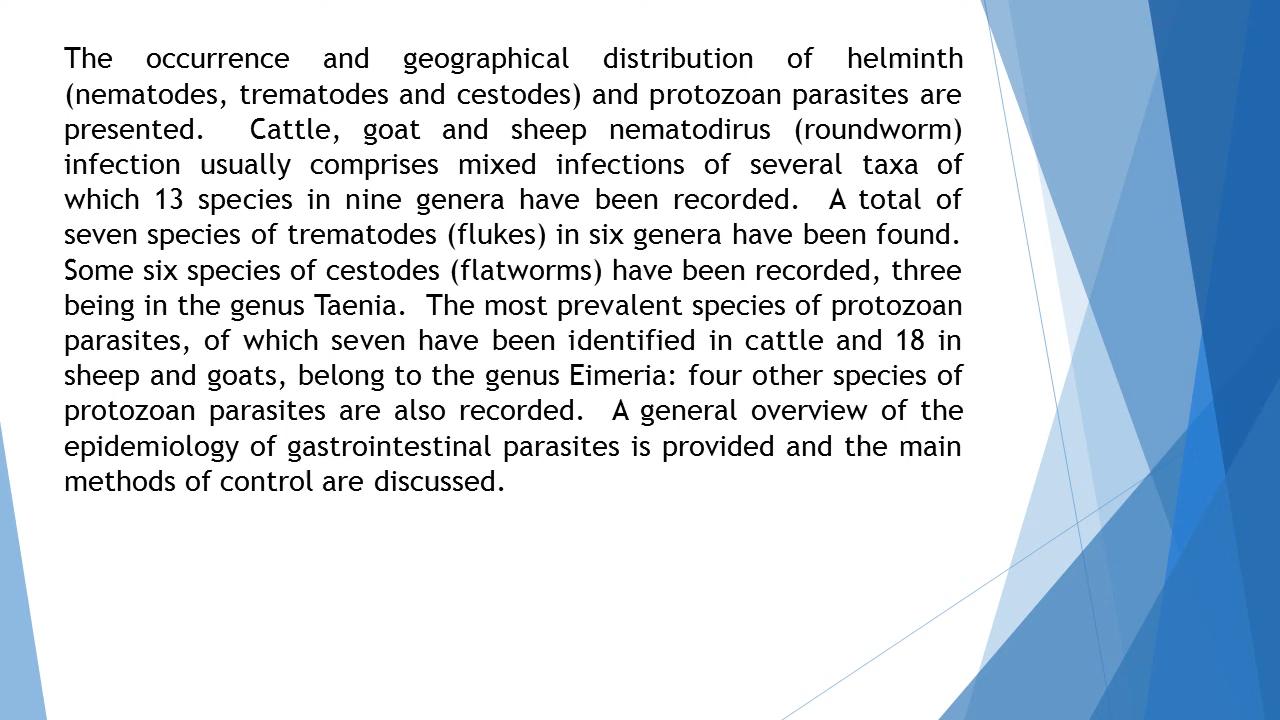 The occurrence and geographical distribution of helminth
(nematodes, trematodes and cestodes) and protozoan parasites are
presented. Cattle, goat and sheep nematodirus (roundworm)
infection usually comprises mixed infections of several taxa of
which 13 species in nine genera have been recorded. A total of
seven species of trematodes (flukes) in six genera have been found.
Some six species of cestodes (flatworms) have been recorded, three
being in the genus Taenia. The most prevalent species of protozoan
parasites, of which seven have been identified in cattle and 18 in
sheep and goats, belong to the genus Eimeria: four other species of
protozoan parasites are also recorded. A general overview of the
epidemiology of gastrointestinal parasites is provided and the main
methods of control are discussed.